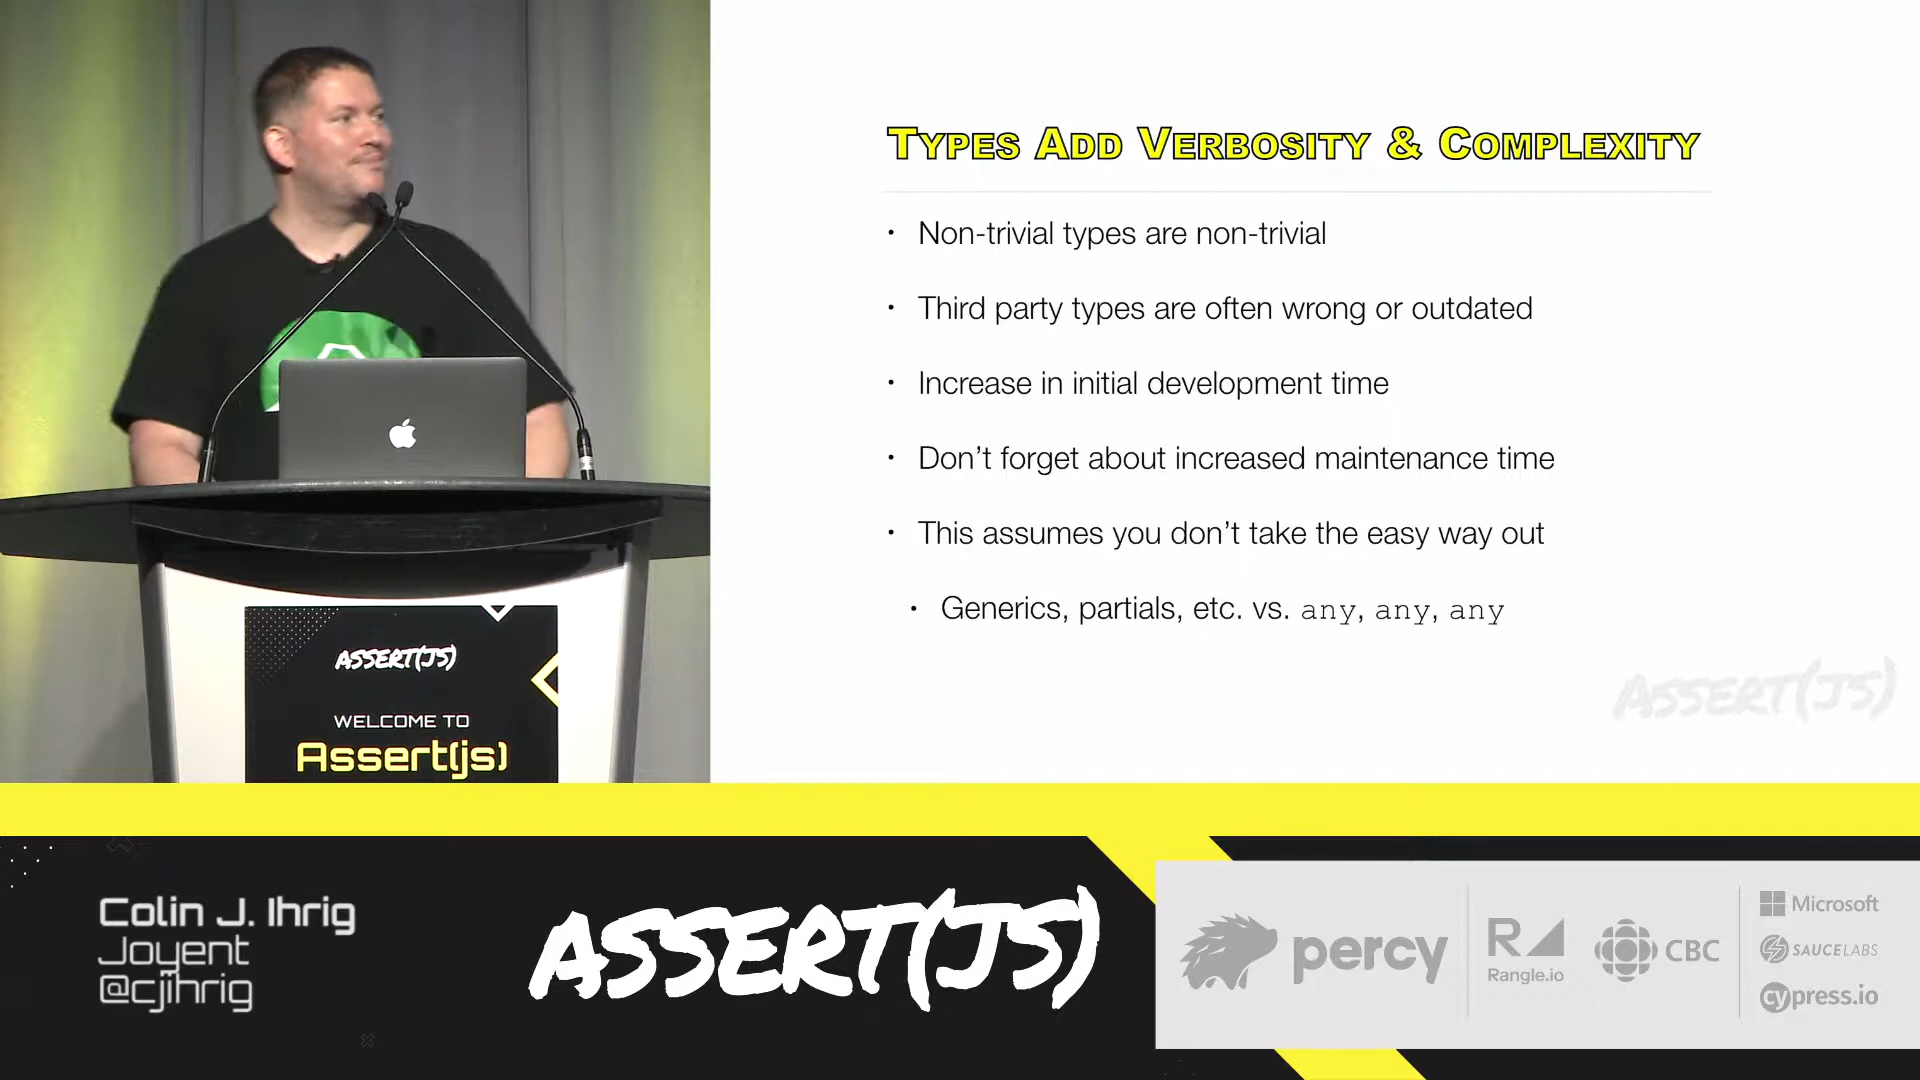 TYPES ADD VERBOSITY & COMPLEXITY
• Non-trivial types are non-trivial
• Third party types are often wrong or outdated
• Increase in initial development time
• Don’t forget about increased maintenance time
• This assumes you don’t take the easy way out
• Generics, partials, etc. vs. any, any, any
ASSERT(JS)
ASSERT(JS)
WELCOME TO
Assert(js)
Colin J. Ihrig
Joyent
@cjihrig
ASSERT(JS)
percy
R
Rangle.io
CBC
Microsoft
SAUCELABS
cypress.io